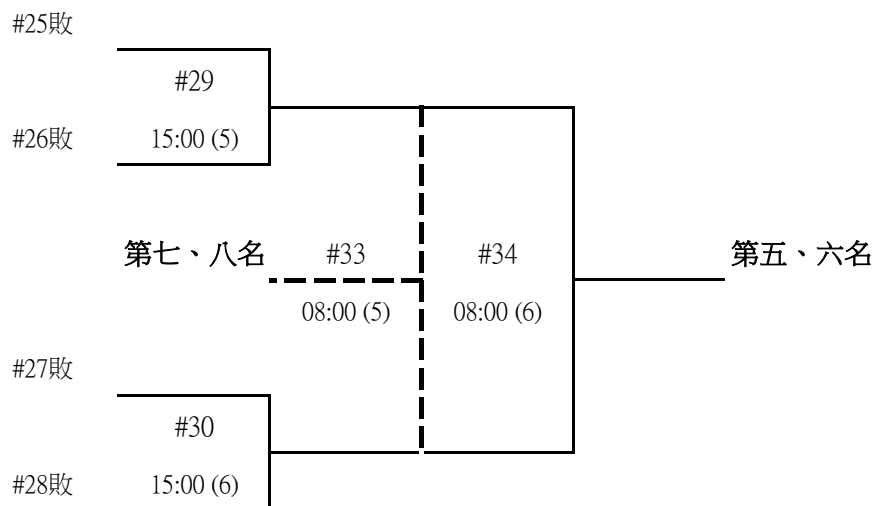 #25敗
#29
#26敗
15:00 (5)
第七、八名
#33
#34
第五、六名
08:00 (5)
08:00 (6)
#27敗
#30
#28敗
15:00 (6)